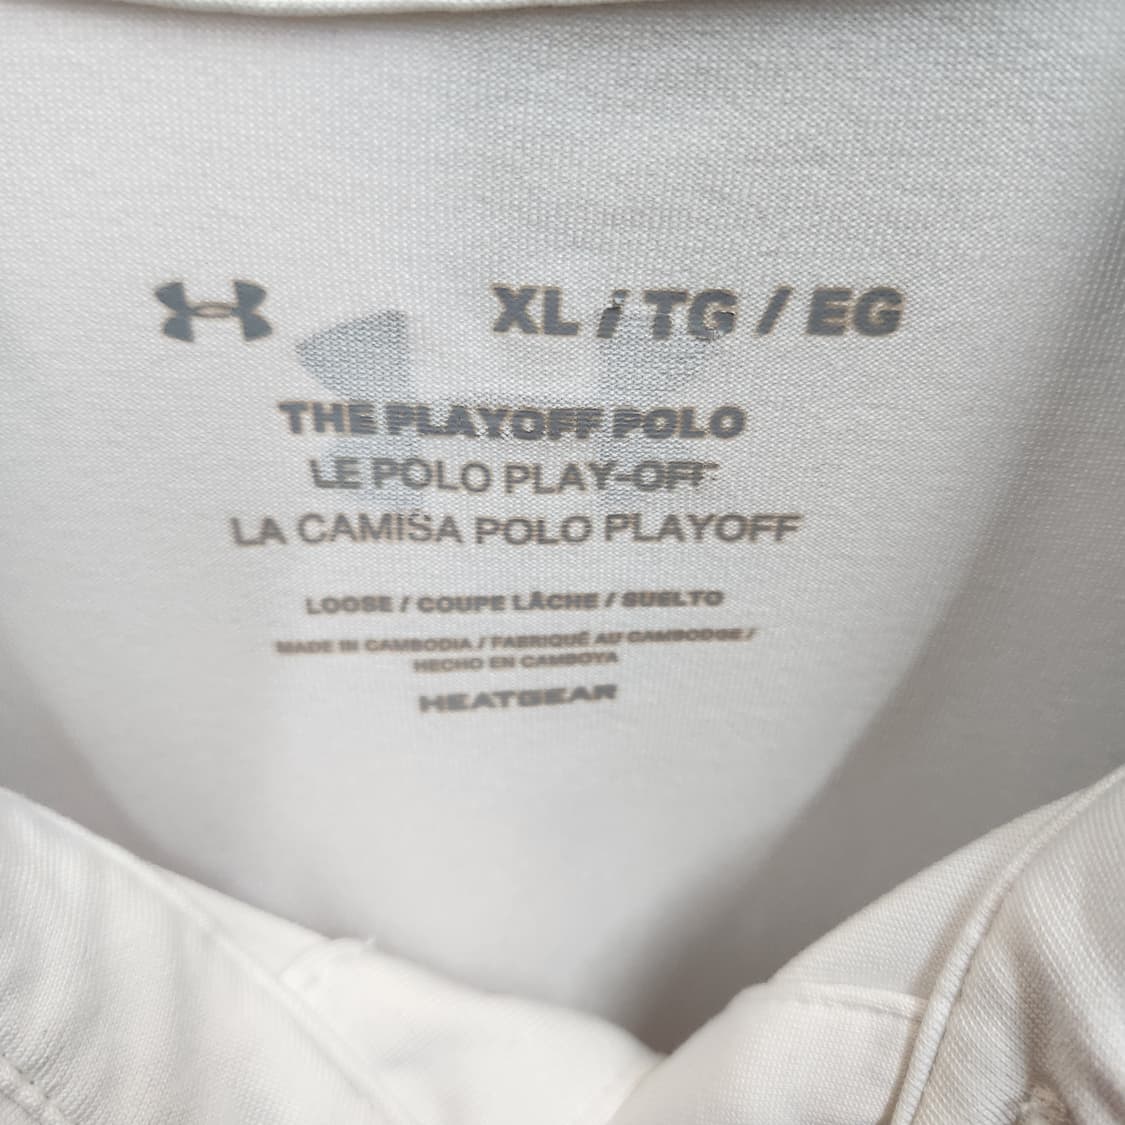 XL / TG / EG
THE PLAYOFF POLO
LE POLO PLAY-OFF
LA CAMISA POLO PLAYOFF
LOOSE / COUPE LÂCHE / SUELTO
MADE IN CAMBODIA / FABRIQUÉ AU CAMBODGE /
HECHO EN CAMBOYA
HEATGEAR